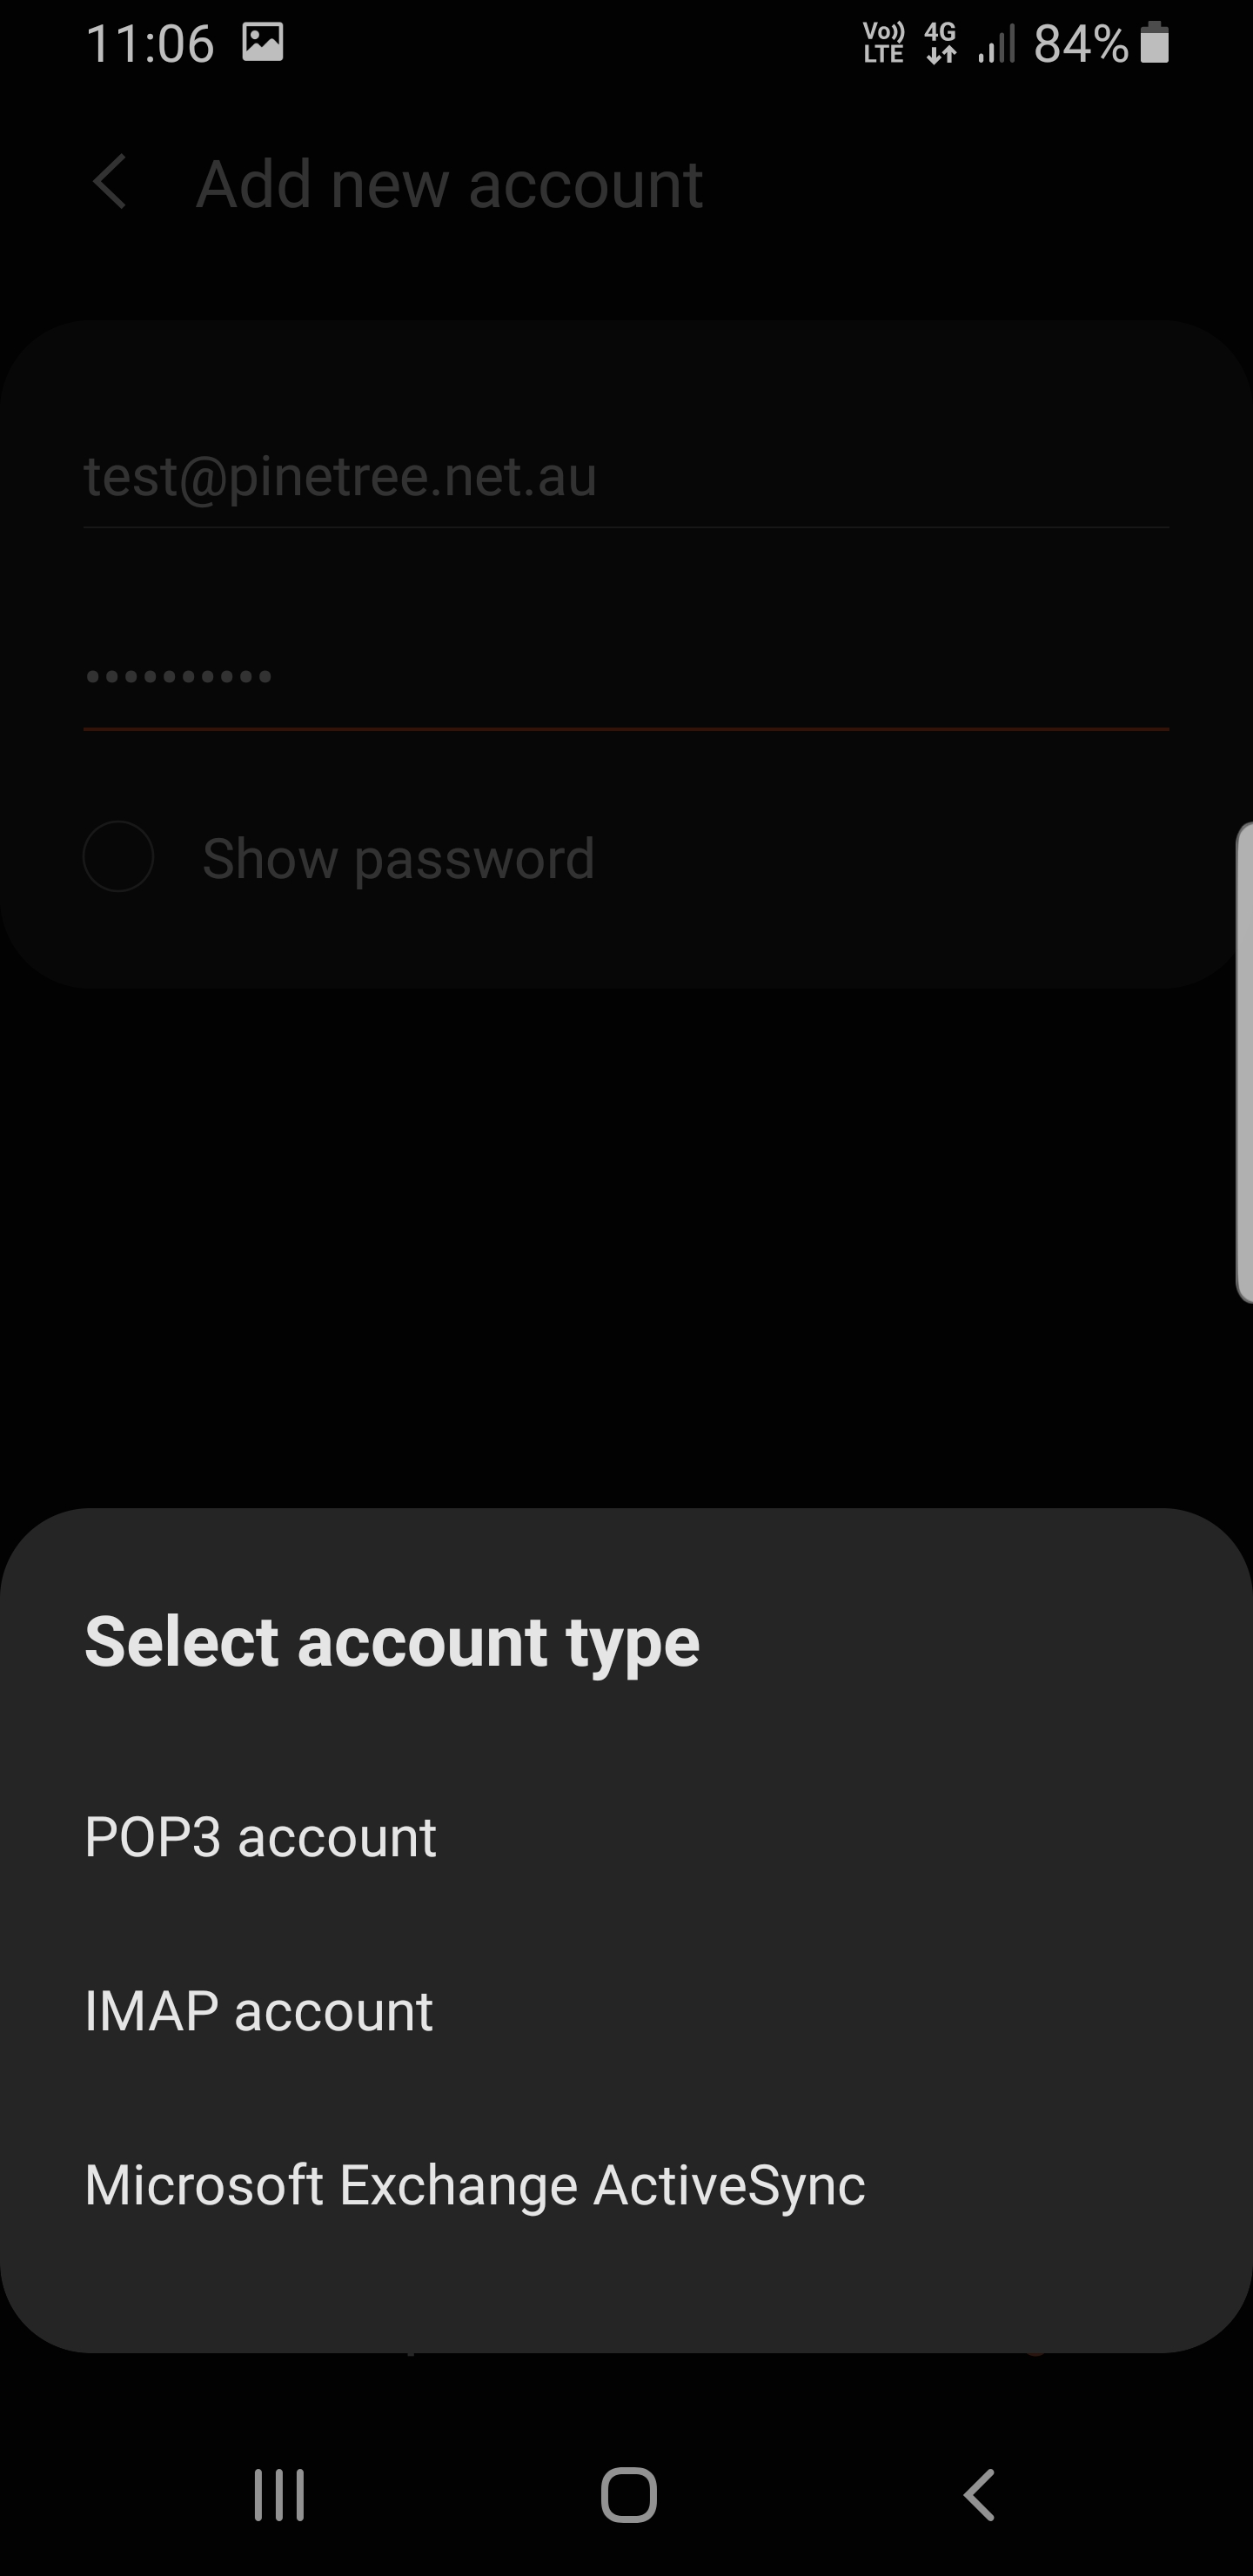 11:06
Vo)) LTE 4G 84%
Add new account
test@pinetree.net.au
••••••••••
Show password
Select account type
POP3 account
IMAP account
Microsoft Exchange ActiveSync